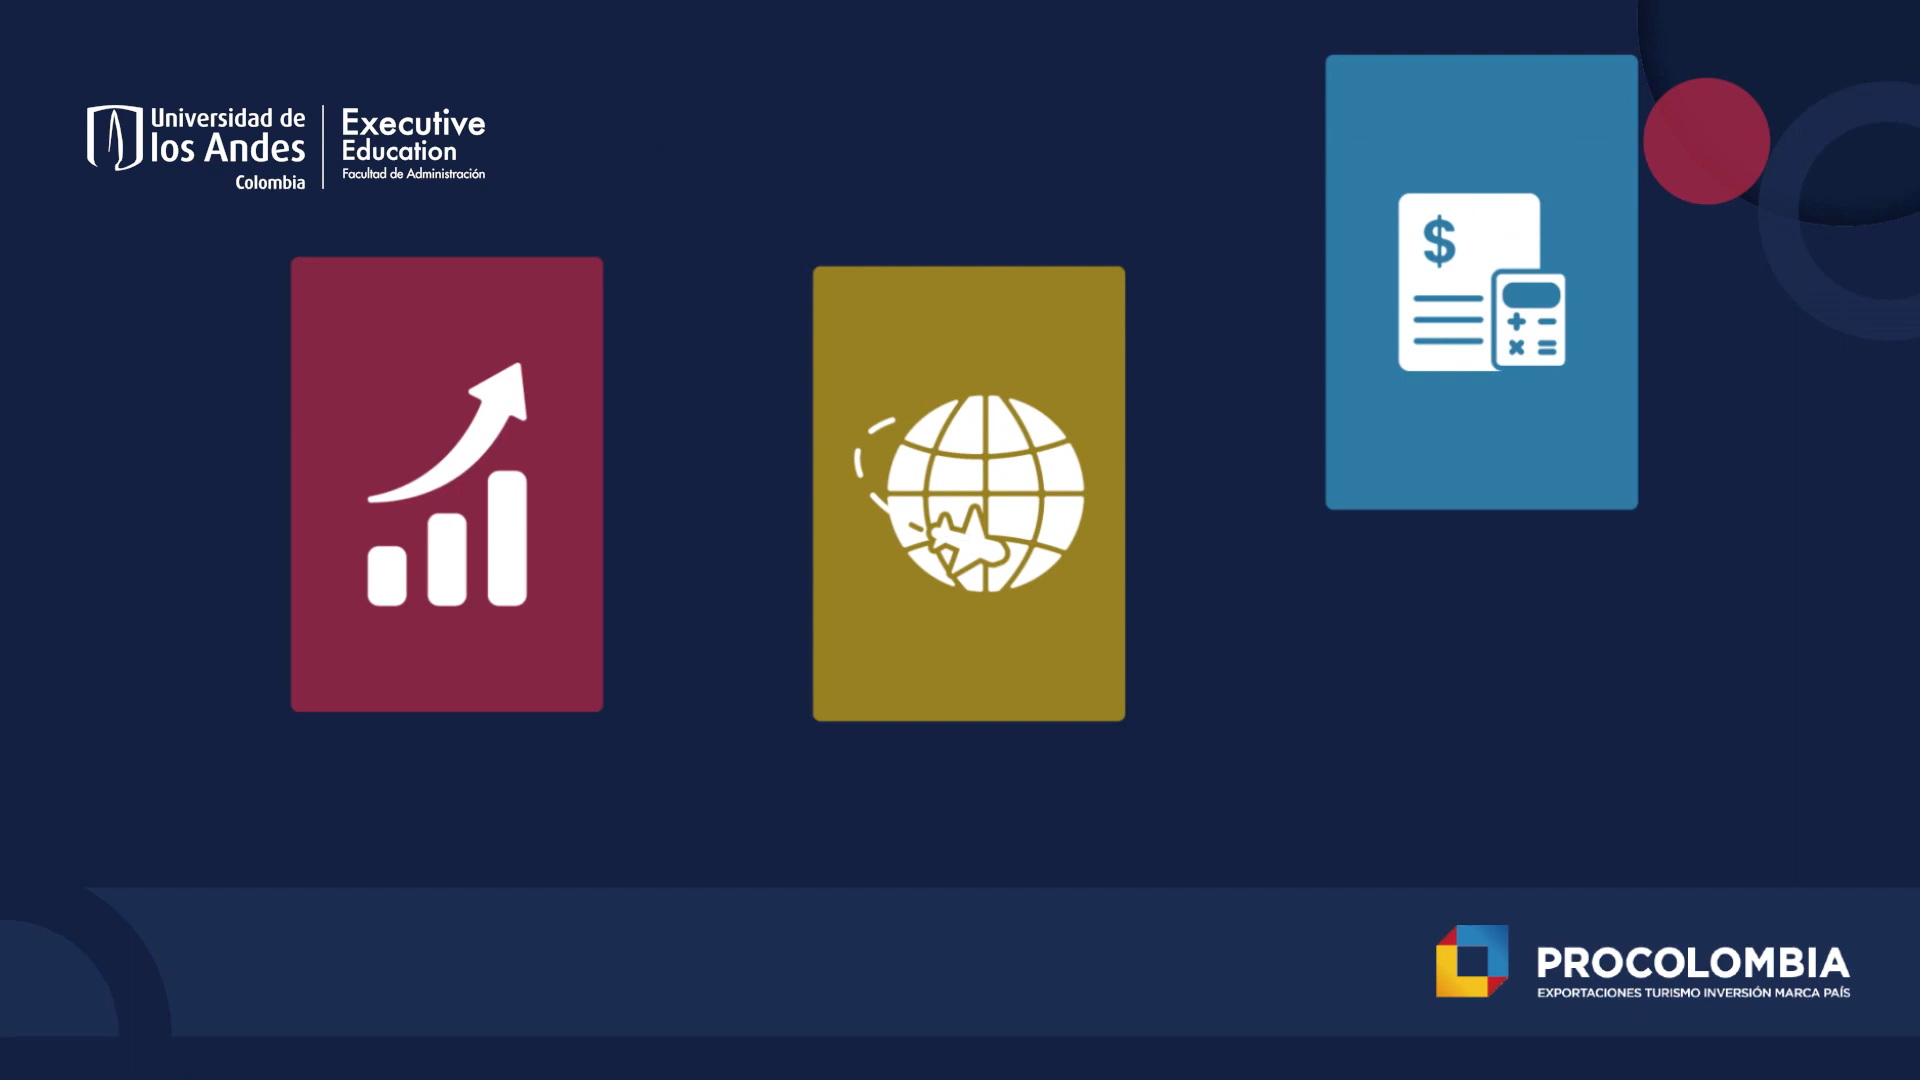 Universidad de
los Andes
Colombia
Executive
Education
Facultad de Administración
$
PROCOLOMBIA
EXPORTACIONES TURISMO INVERSIÓN MARCA PAÍS